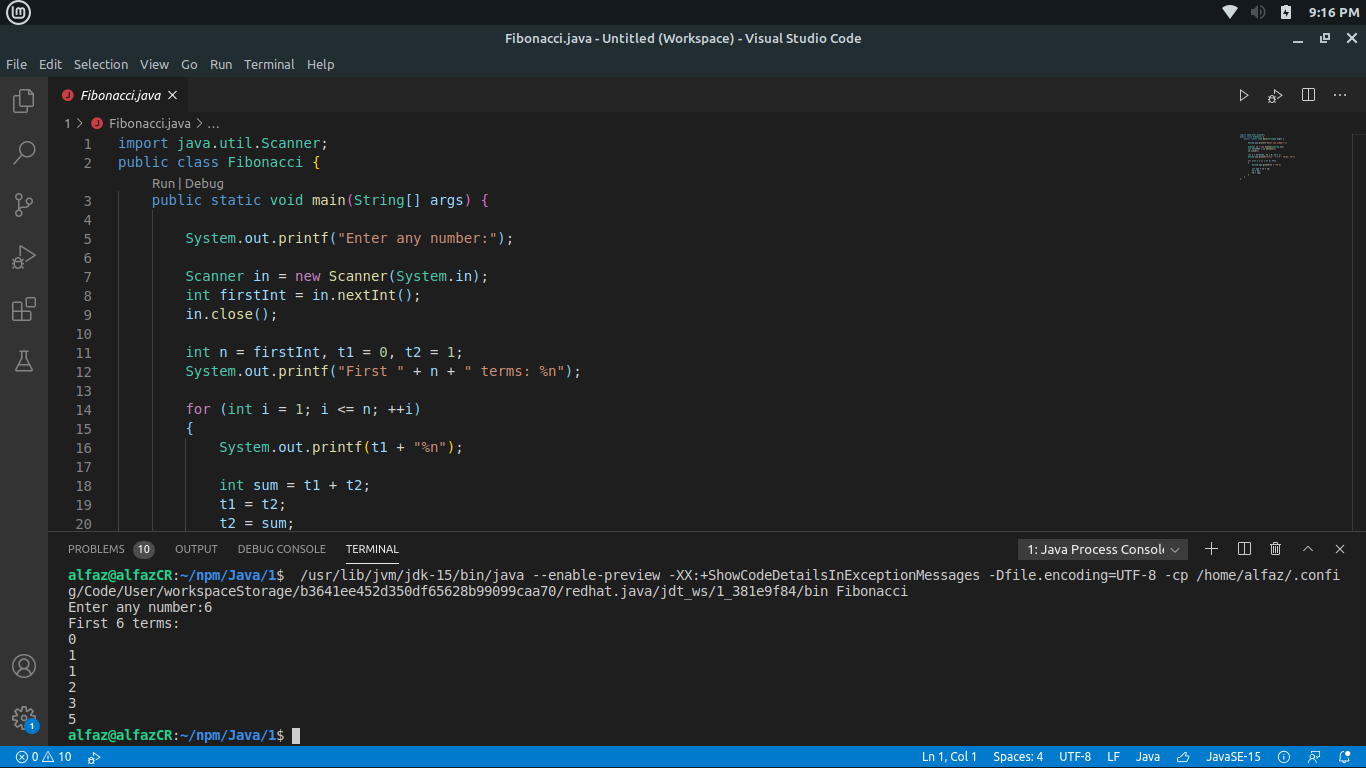 9:16 PM
Fibonacci.java - Untitled (Workspace) - Visual Studio Code
File Edit Selection View Go Run Terminal Help
Fibonacci.java
1 > Fibonacci.java > ...
1 import java.util.Scanner;
2 public class Fibonacci {
Run | Debug
3 public static void main(String[] args) {
4
5 System.out.printf("Enter any number:");
6
7 Scanner in = new Scanner(System.in);
8 int firstInt = in.nextInt();
9 in.close();
10
11 int n = firstInt, t1 = 0, t2 = 1;
12 System.out.printf("First " + n + " terms: %n");
13
14 for (int i = 1; i <= n; ++i)
15 {
16 System.out.printf(t1 + "%n");
17
18 int sum = t1 + t2;
19 t1 = t2;
20 t2 = sum;
PROBLEMS 10 OUTPUT DEBUG CONSOLE TERMINAL 1: Java Process Console
alfaz@alfazCR:~/npm/Java/1$ /usr/lib/jvm/jdk-15/bin/java --enable-preview -XX:+ShowCodeDetailsInExceptionMessages -Dfile.encoding=UTF-8 -cp /home/alfaz/.confi
g/Code/User/workspaceStorage/b3641ee452d350df65628b99099caa70/redhat.java/jdt_ws/1_381e9f84/bin Fibonacci
Enter any number:6
First 6 terms:
0
1
1
2
3
5
alfaz@alfazCR:~/npm/Java/1$
1
0 10 Ln 1, Col 1 Spaces: 4 UTF-8 LF Java JavaSE-15